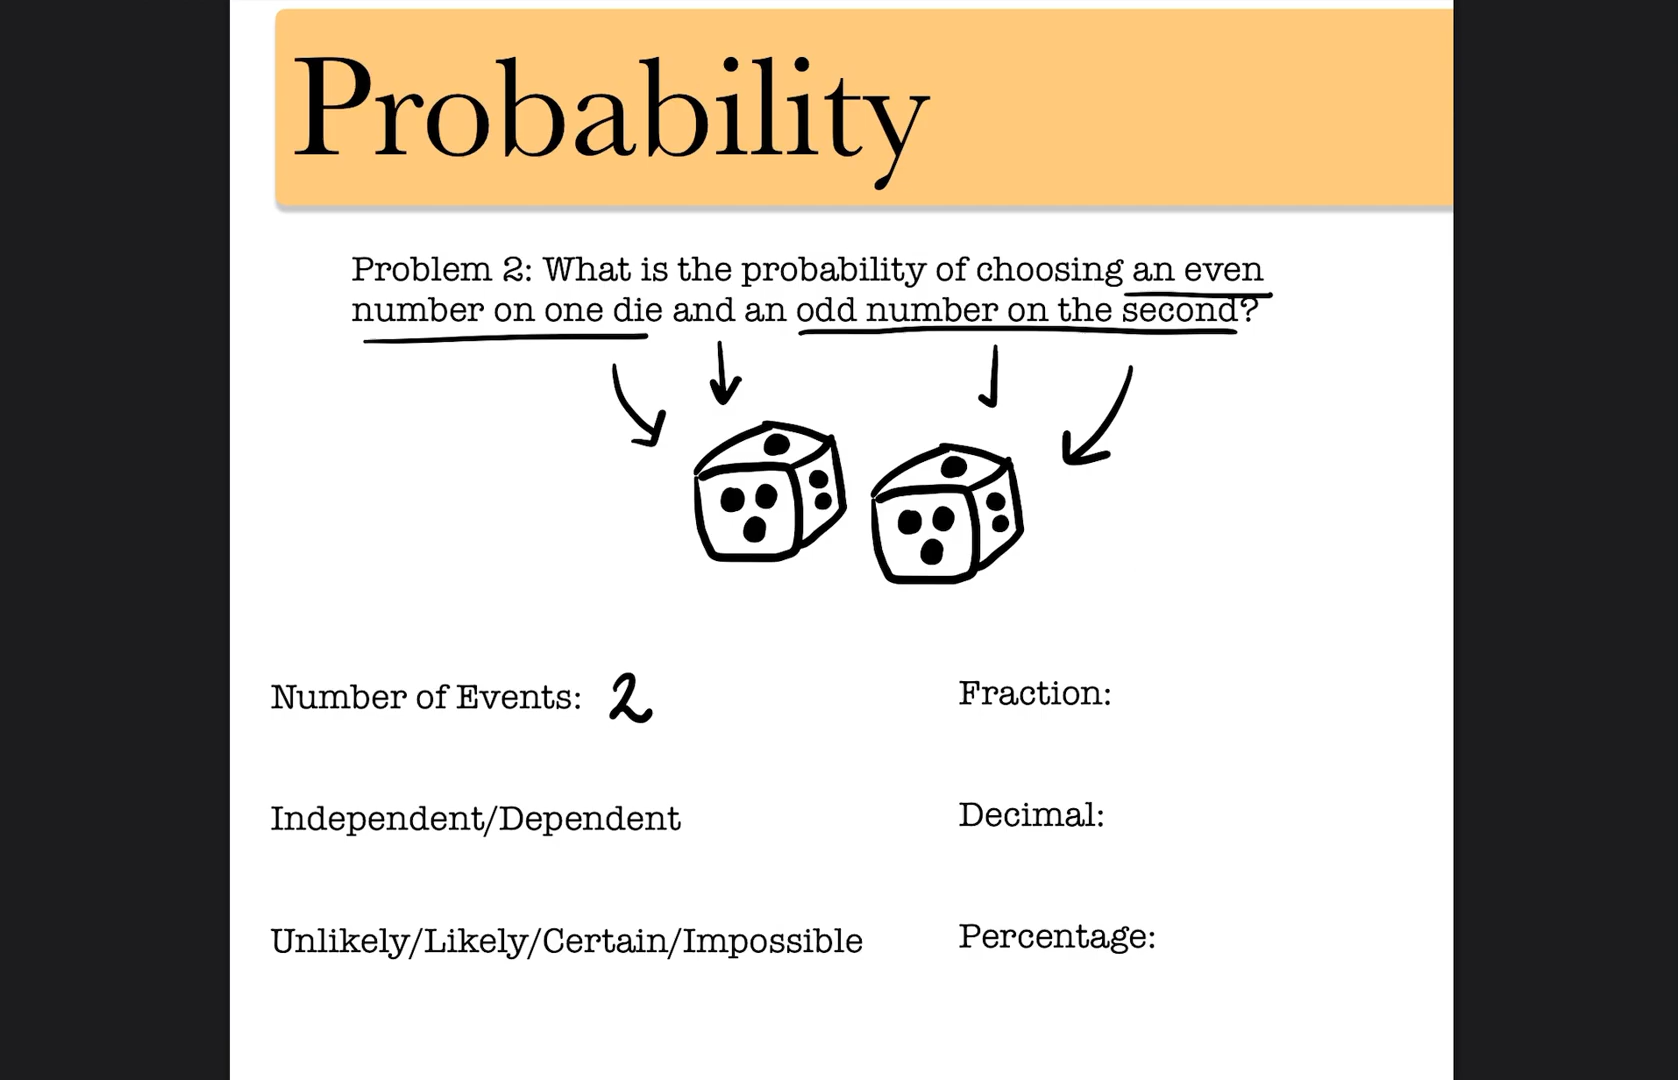 Probability
Problem 2: What is the probability of choosing an even
number on one die and an odd number on the second?
Number of Events: 2
Fraction:
Independent/Dependent
Decimal:
Unlikely/Likely/Certain/Impossible
Percentage: